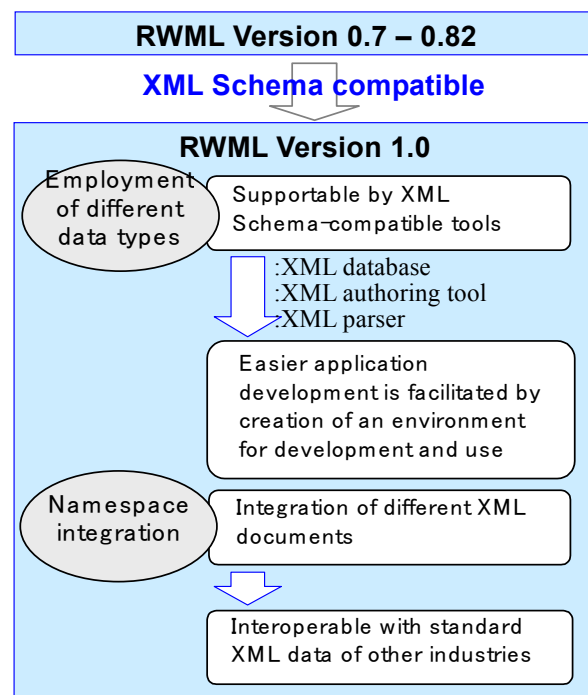 RWML Version 0.7 – 0.82
XML Schema compatible
RWML Version 1.0
Employment
of different
data types
Supportable by XML
Schema-compatible tools
:XML database
:XML authoring tool
:XML parser
Easier application
development is facilitated by
creation of an environment
for development and use
Namespace
integration
Integration of different XML
documents
Interoperable with standard
XML data of other industries